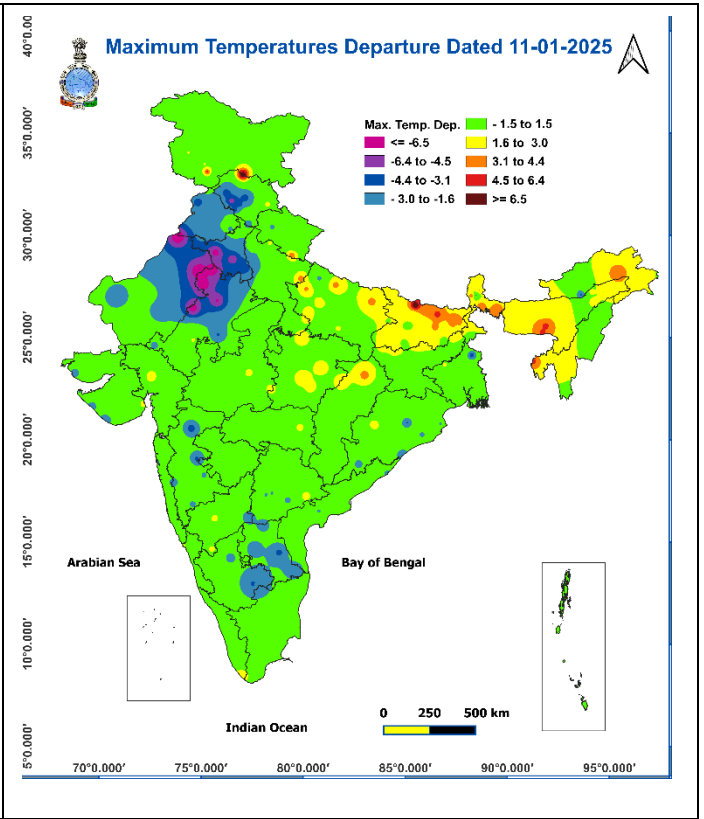 Maximum Temperatures Departure Dated 11-01-2025
Max. Temp. Dep.
<= -6.5
-6.4 to -4.5
-4.4 to -3.1
- 3.0 to -1.6
- 1.5 to 1.5
1.6 to 3.0
3.1 to 4.4
4.5 to 6.4
>= 6.5
40°0.00
35°0.000'
30°0.000'
25°0.000'
20°0.000'
15°0.000'
10°0.000'
5°0.000'
Arabian Sea
Bay of Bengal
Indian Ocean
0 250 500 km
70°0.000' 75°0.000' 80°0.000' 85°0.000' 90°0.000' 95°0.000'